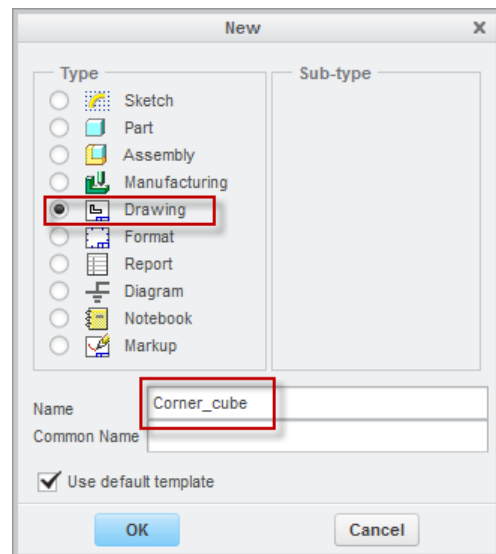 New
X
Type
Sub-type
Sketch
Part
Assembly
Manufacturing
Drawing
Format
Report
Diagram
Notebook
Markup
Name
Corner_cube
Common Name
Use default template
OK
Cancel